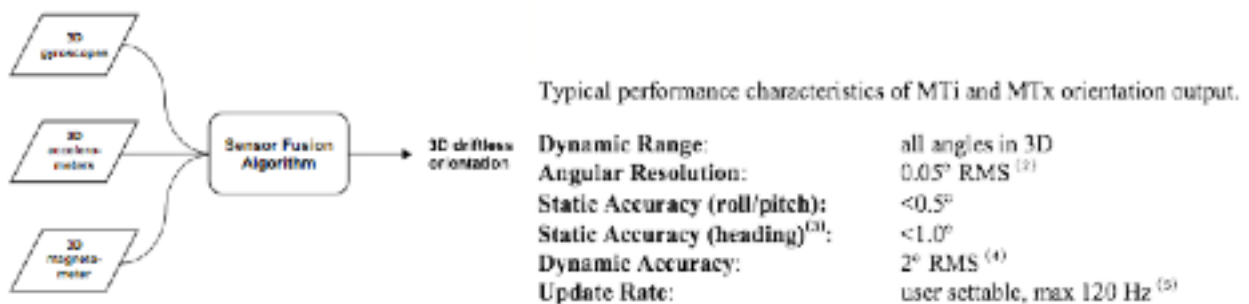 3D
gyroscopes
3D
accelero-
meters
3D
magneto-
meter
Sensor Fusion
Algorithm
3D driftless
orientation
Typical performance characteristics of MTi and MTx orientation output.
Dynamic Range: all angles in 3D
Angular Resolution: 0.05° RMS (2)
Static Accuracy (roll/pitch): <0.5°
Static Accuracy (heading)(3): <1.0°
Dynamic Accuracy: 2° RMS (4)
Update Rate: user settable, max 120 Hz (5)